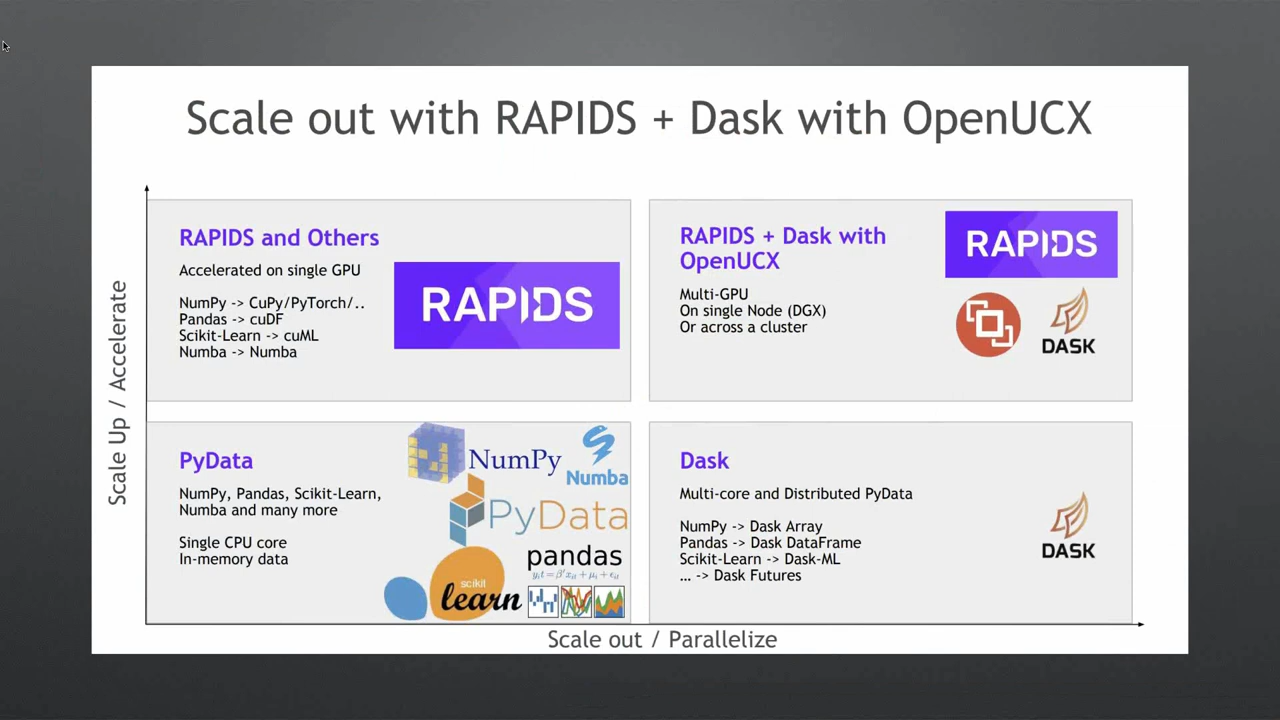 Scale out with RAPIDS + Dask with OpenUCX
Scale Up / Accelerate
RAPIDS and Others
Accelerated on single GPU
NumPy -> CuPy/PyTorch/..
Pandas -> cuDF
Scikit-Learn -> cuML
Numba -> Numba
RAPIDS
RAPIDS + Dask with
OpenUCX
Multi-GPU
On single Node (DGX)
Or across a cluster
RAPIDS
DASK
PyData
NumPy, Pandas, Scikit-Learn,
Numba and many more
Single CPU core
In-memory data
NumPy
Numba
PyData
pandas
scikit
learn
Dask
Multi-core and Distributed PyData
NumPy -> Dask Array
Pandas -> Dask DataFrame
Scikit-Learn -> Dask-ML
… -> Dask Futures
DASK
Scale out / Parallelize